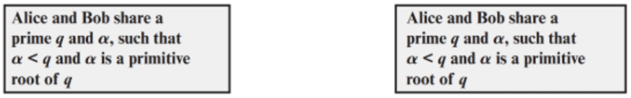 Alice and Bob share a
prime q and α, such that
α < q and α is a primitive
root of q
Alice and Bob share a
prime q and α, such that
α < q and α is a primitive
root of q